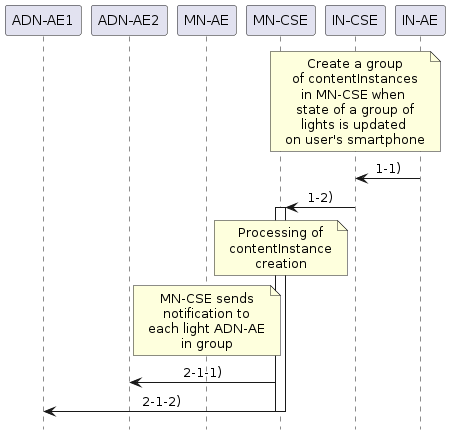 ADN-AE1 ADN-AE2 MN-AE MN-CSE IN-CSE IN-AE
Create a group
of contentInstances
in MN-CSE when
state of a group of
lights is updated
on user's smartphone
1-1)
1-2)
Processing of
contentInstance
creation
MN-CSE sends
notification to
each light ADN-AE
in group
2-1-1)
2-1-2)